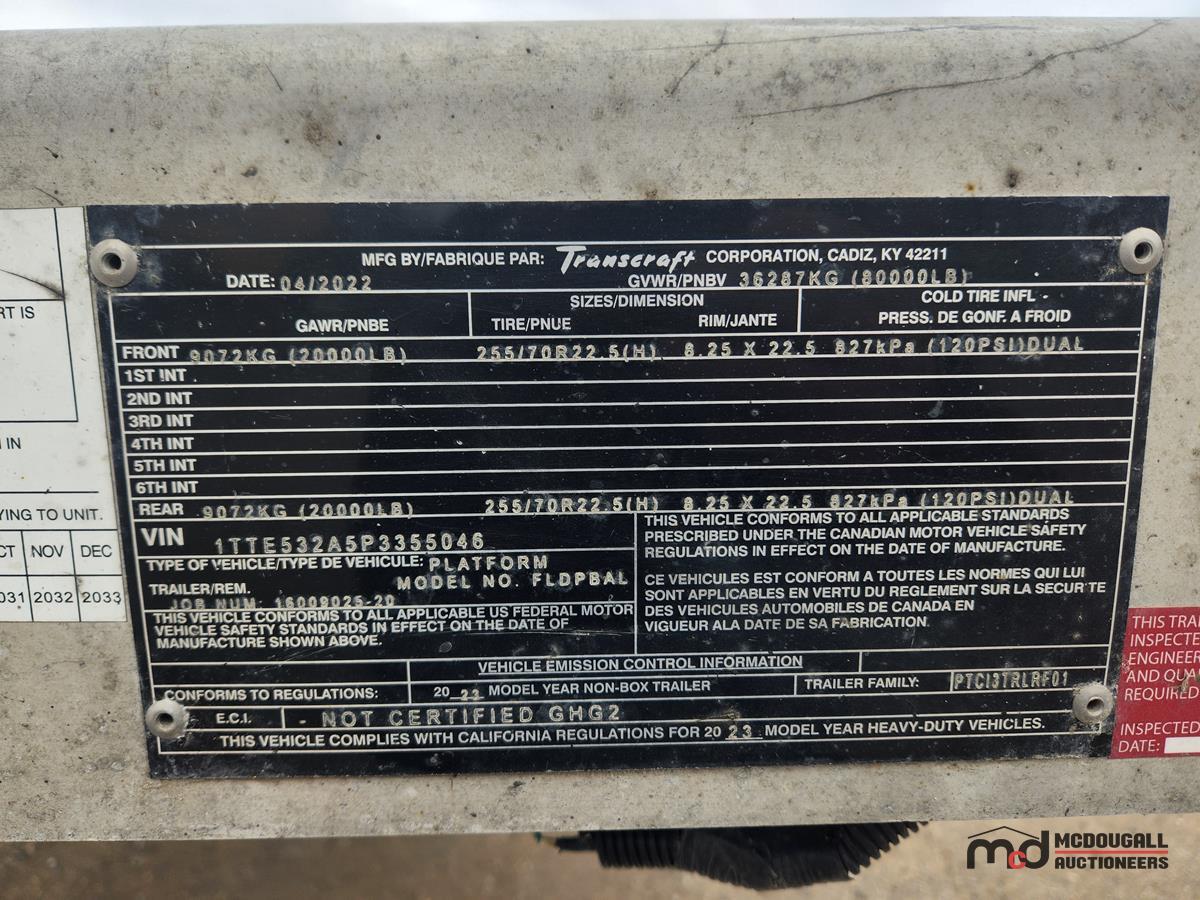 MFG BY/FABRIQUE PAR: Transcraft CORPORATION, CADIZ, KY 42211
DATE: 04/2022 GVWR/PNBV 36287KG (80000LB)
GAWR/PNBE SIZES/DIMENSION COLD TIRE INFL.
TIRE/PNUE RIM/JANTE PRESS. DE GONF. A FROID
FRONT 9072KG (20000LB) 255/70R22.5(H) 8.25 X 22.5 827kPa (120PSI)DUAL
1ST INT
2ND INT
3RD INT
4TH INT
5TH INT
6TH INT
REAR 9072KG (20000LB) 255/70R22.5(H) 8.25 X 22.5 827kPa (120PSI)DUAL
VIN 1TTE532A5P3355046
TYPE OF VEHICLE/TYPE DE VEHICULE: PLATFORM
TRAILER/REM. MODEL NO. FLDPBAL
JOB NUM. 16009025-20
THIS VEHICLE CONFORMS TO ALL APPLICABLE US FEDERAL MOTOR
VEHICLE SAFETY STANDARDS IN EFFECT ON THE DATE OF
MANUFACTURE SHOWN ABOVE.
THIS VEHICLE CONFORMS TO ALL APPLICABLE STANDARDS
PRESCRIBED UNDER THE CANADIAN MOTOR VEHICLE SAFETY
REGULATIONS IN EFFECT ON THE DATE OF MANUFACTURE.
CE VEHICULES EST CONFORM A TOUTES LES NORMES QUI LUI
SONT APPLICABLES EN VERTU DU REGLEMENT SUR LA SECURITE
DES VEHICULES AUTOMOBILES DE CANADA EN
VIGUEUR ALA DATE DE SA FABRICATION.
VEHICLE EMISSION CONTROL INFORMATION
CONFORMS TO REGULATIONS: 20 23 MODEL YEAR NON-BOX TRAILER TRAILER FAMILY: PTCI3TRLRF01
E.C.I. - NOT CERTIFIED GHG2
THIS VEHICLE COMPLIES WITH CALIFORNIA REGULATIONS FOR 20 23 MODEL YEAR HEAVY-DUTY VEHICLES.
RT IS
IN
YING TO UNIT.
CT NOV DEC
031 2032 2033
THIS TRA
INSPECTE
ENGINEER
AND QUA
REQUIRED
INSPECTED
DATE:
mcd MCDOUGALL
AUCTIONEERS